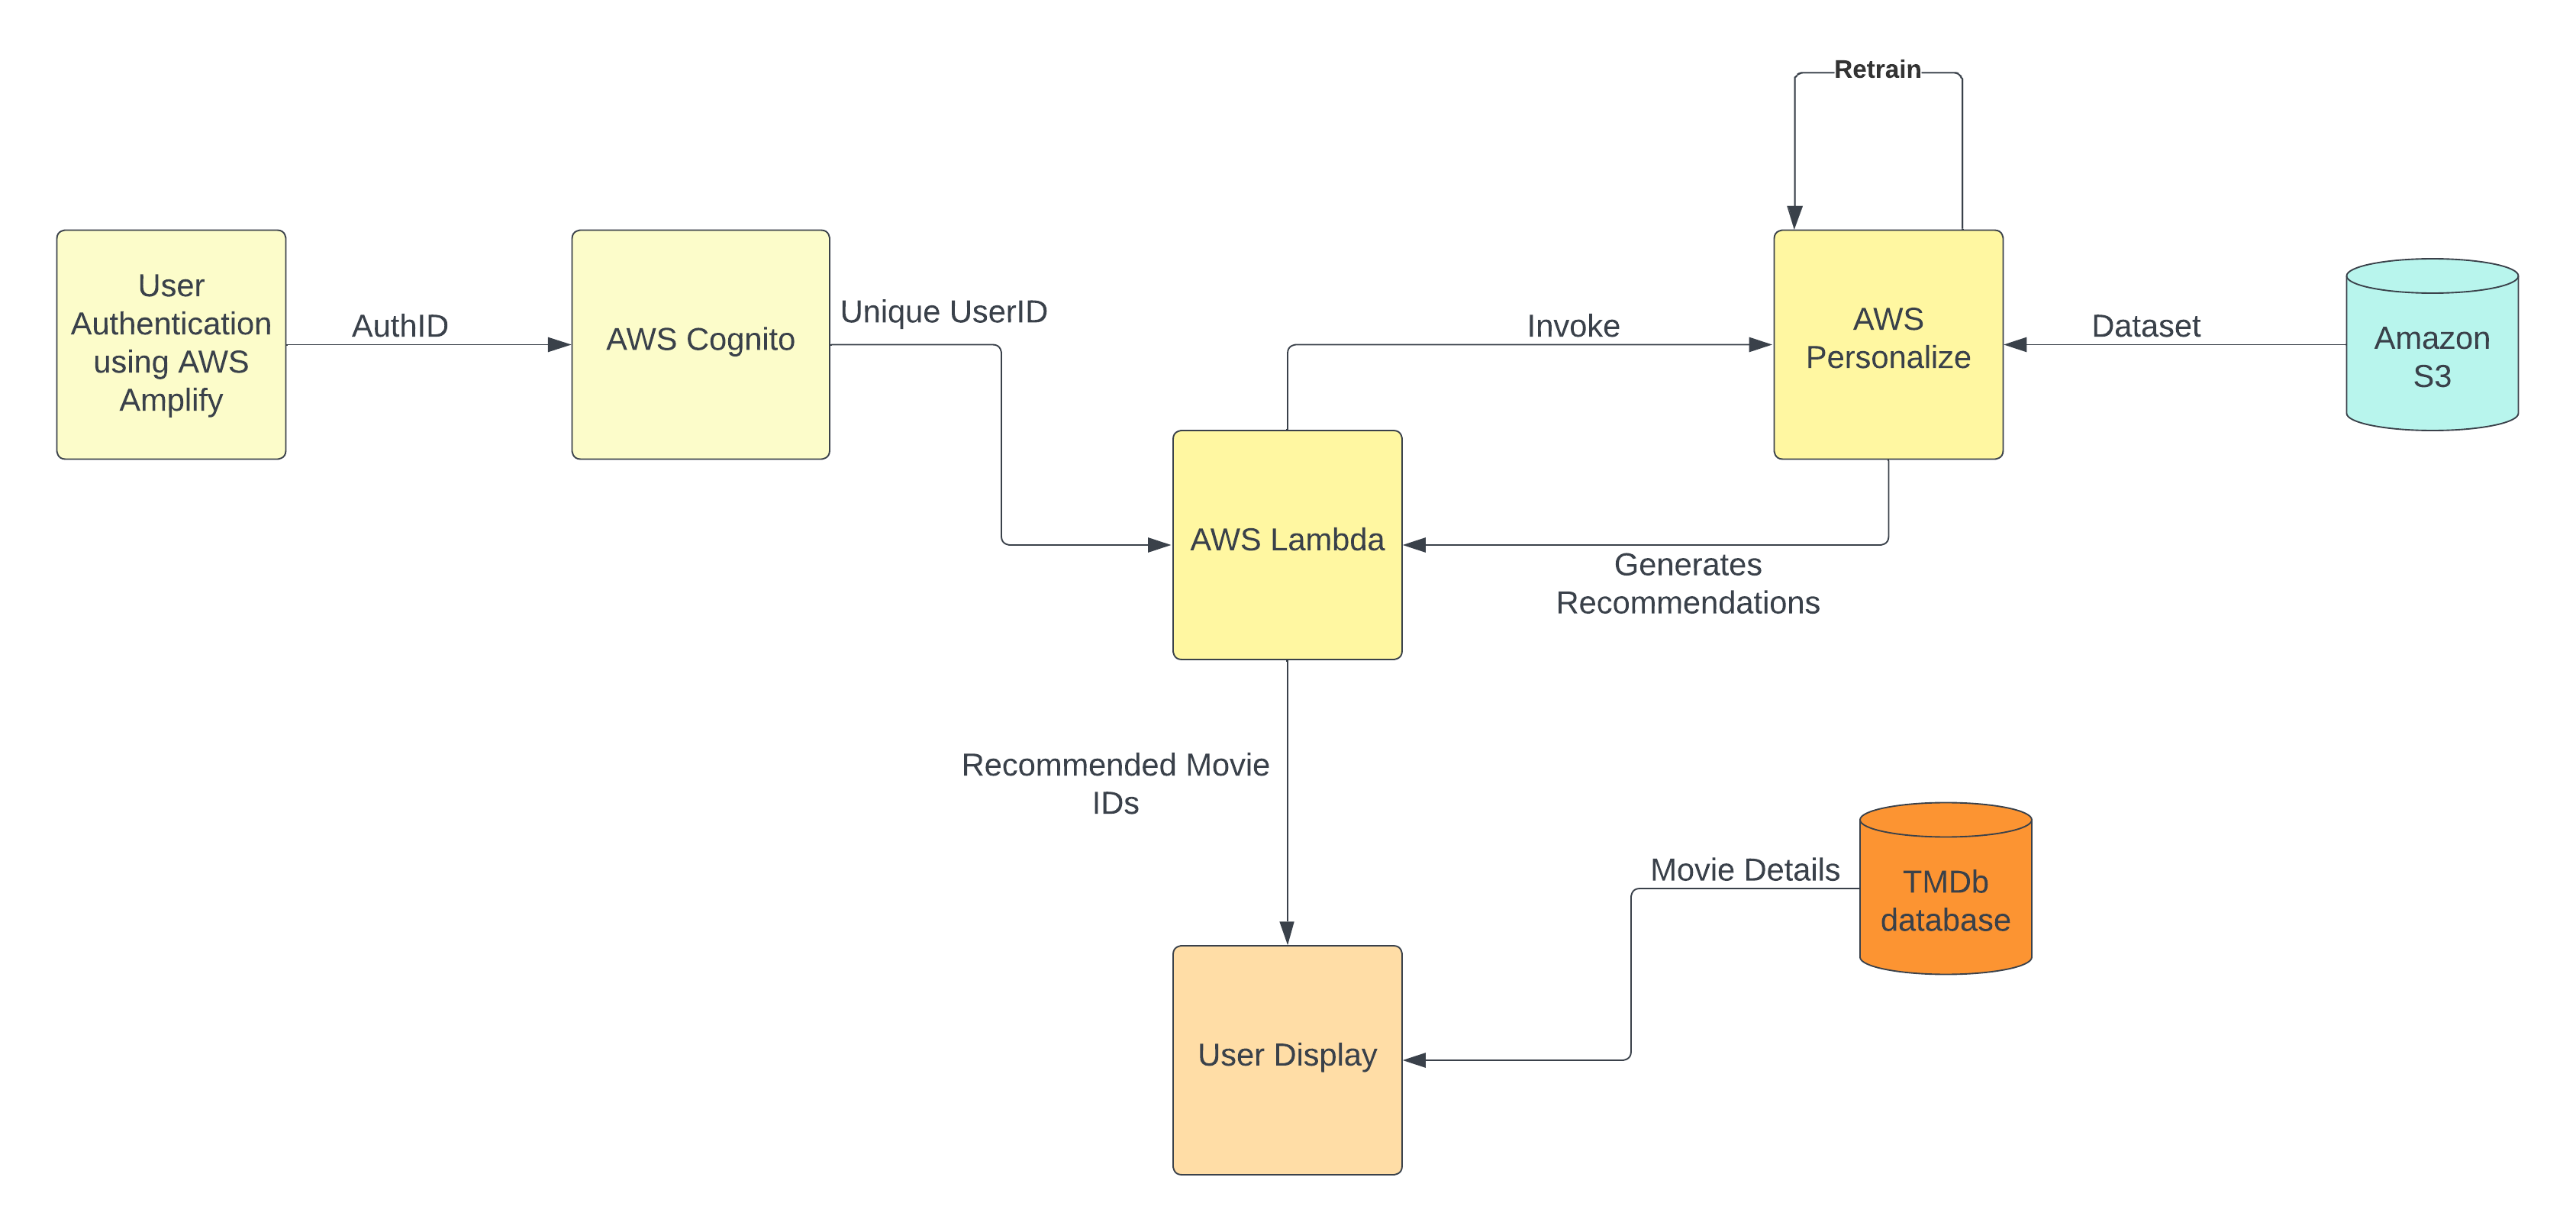 Retrain
User
Authentication
using AWS
Amplify
AuthID
AWS Cognito
Unique UserID
Invoke
AWS
Personalize
Dataset
Amazon
S3
AWS Lambda
Generates
Recommendations
Recommended Movie
IDs
Movie Details
TMDb
database
User Display